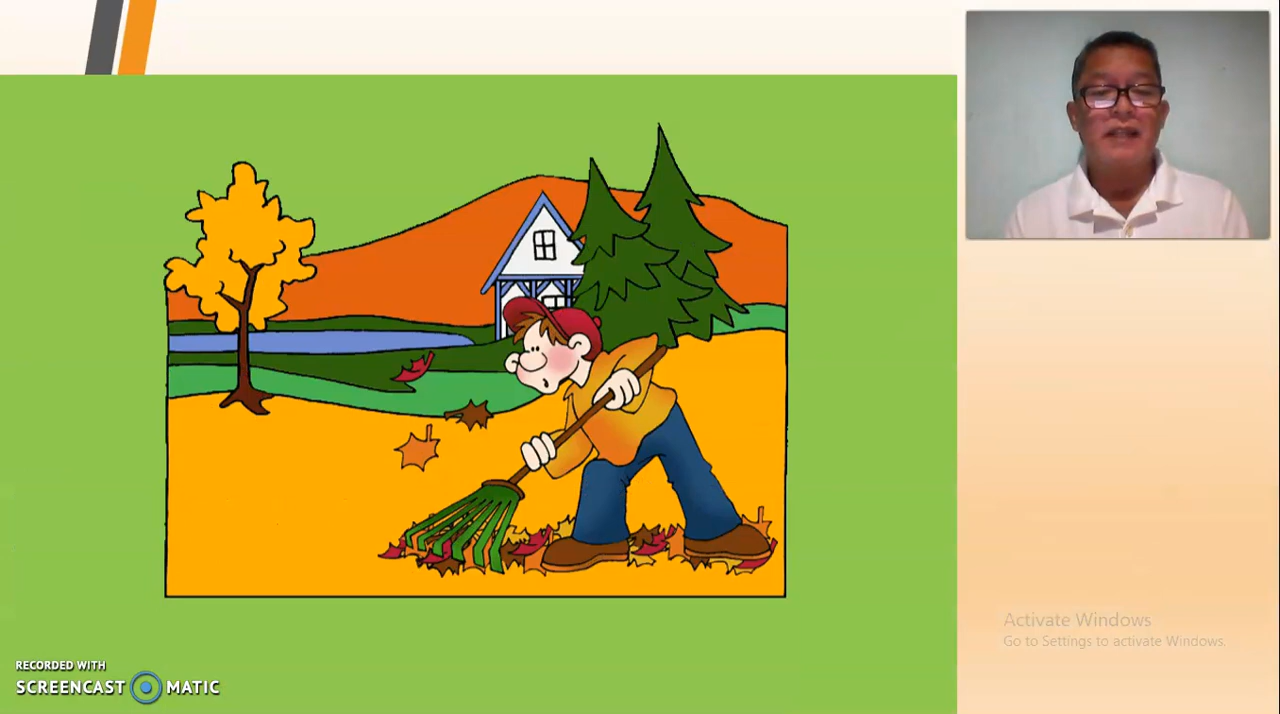 Activate Windows
Go to Settings to activate Windows.
RECORDED WITH
SCREENCAST MATIC